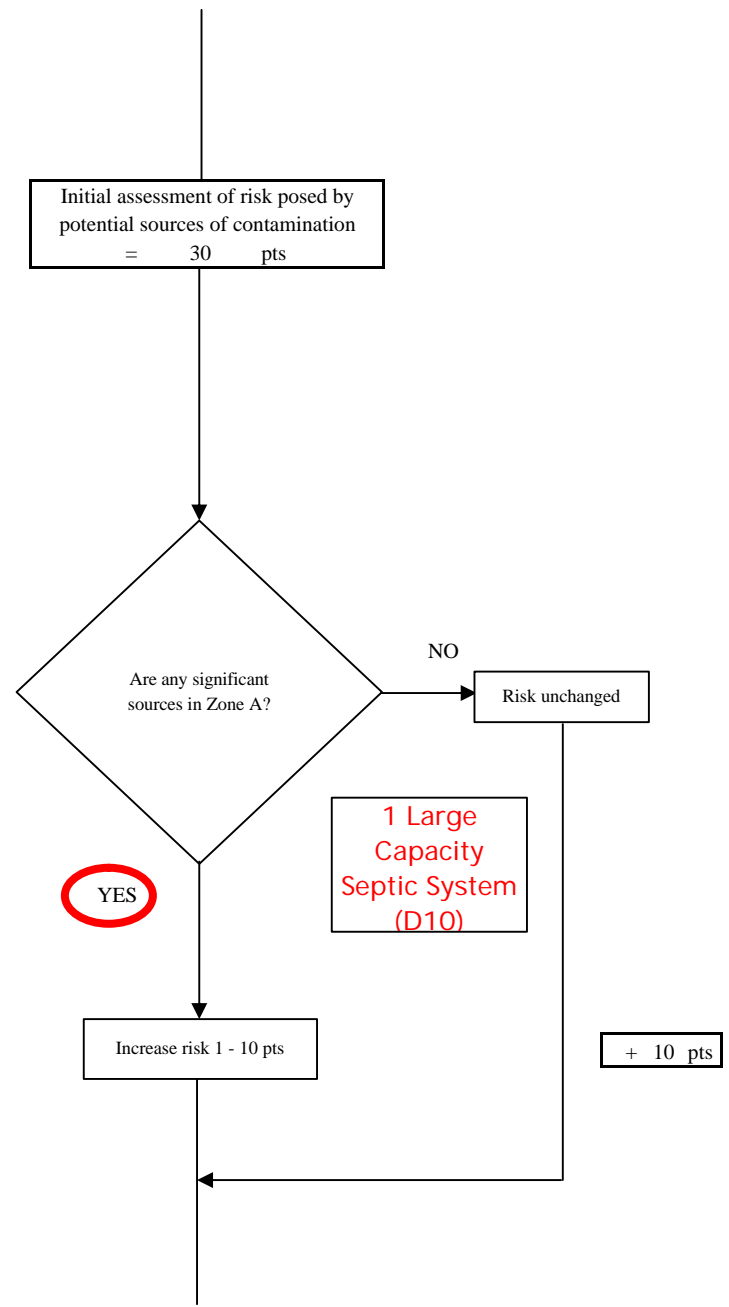 Initial assessment of risk posed by
potential sources of contamination
= 30 pts
NO
Are any significant
sources in Zone A?
Risk unchanged
1 Large
Capacity
Septic System
(D10)
YES
Increase risk 1 - 10 pts
+ 10 pts